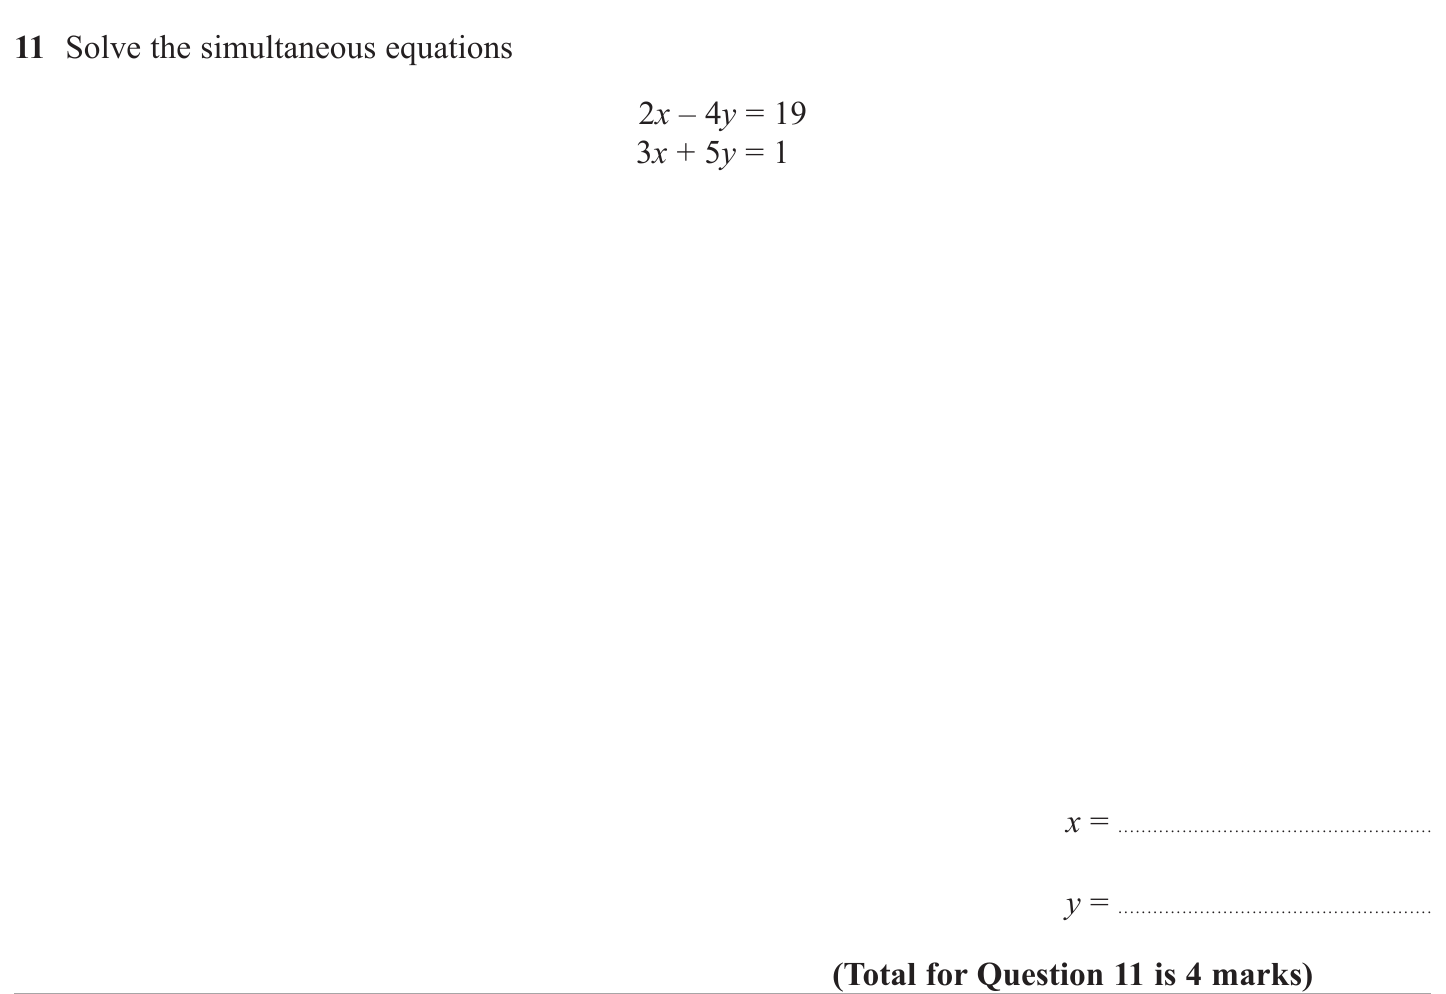 11 Solve the simultaneous equations
2x – 4y = 19
3x + 5y = 1
x = ......................................................
y = ......................................................
(Total for Question 11 is 4 marks)